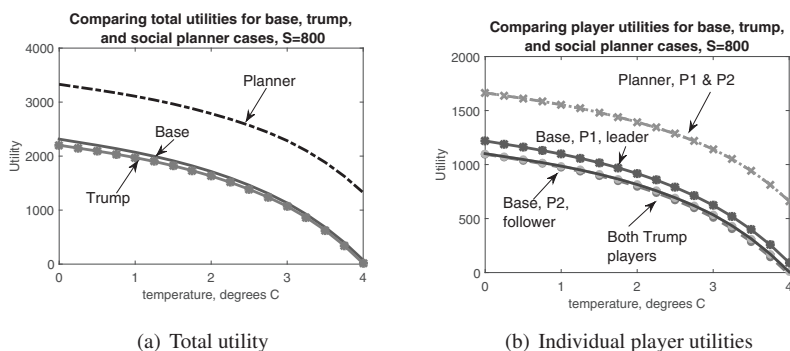 Comparing total utilities for base, trump,
and social planner cases, S=800
4000
3000
2000
1000
0
Utility
Planner
Base
Trump
0
1
2
3
4
temperature, degrees C
(a) Total utility
Comparing player utilities for base, trump,
and social planner cases, S=800
2000
1500
1000
500
0
Utility
Planner, P1 & P2
Base, P1, leader
Base, P2,
follower
Both Trump
players
0
1
2
3
4
temperature, degrees C
(b) Individual player utilities